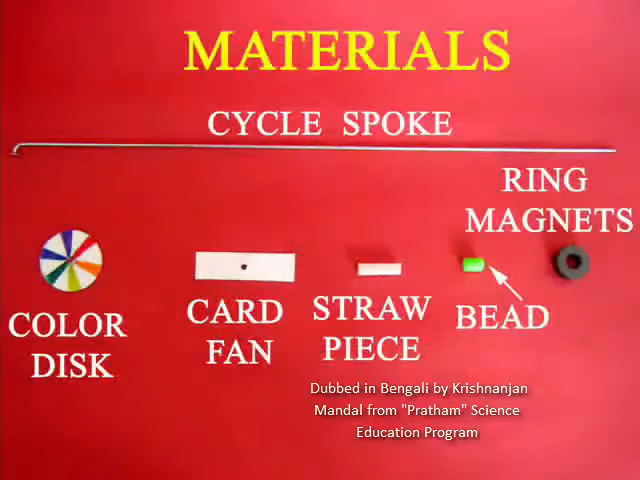 MATERIALS
CYCLE SPOKE
RING
MAGNETS
COLOR
DISK
CARD
FAN
STRAW
PIECE
BEAD
Dubbed in Bengali by Krishnanjan
Mandal from "Pratham" Science
Education Program